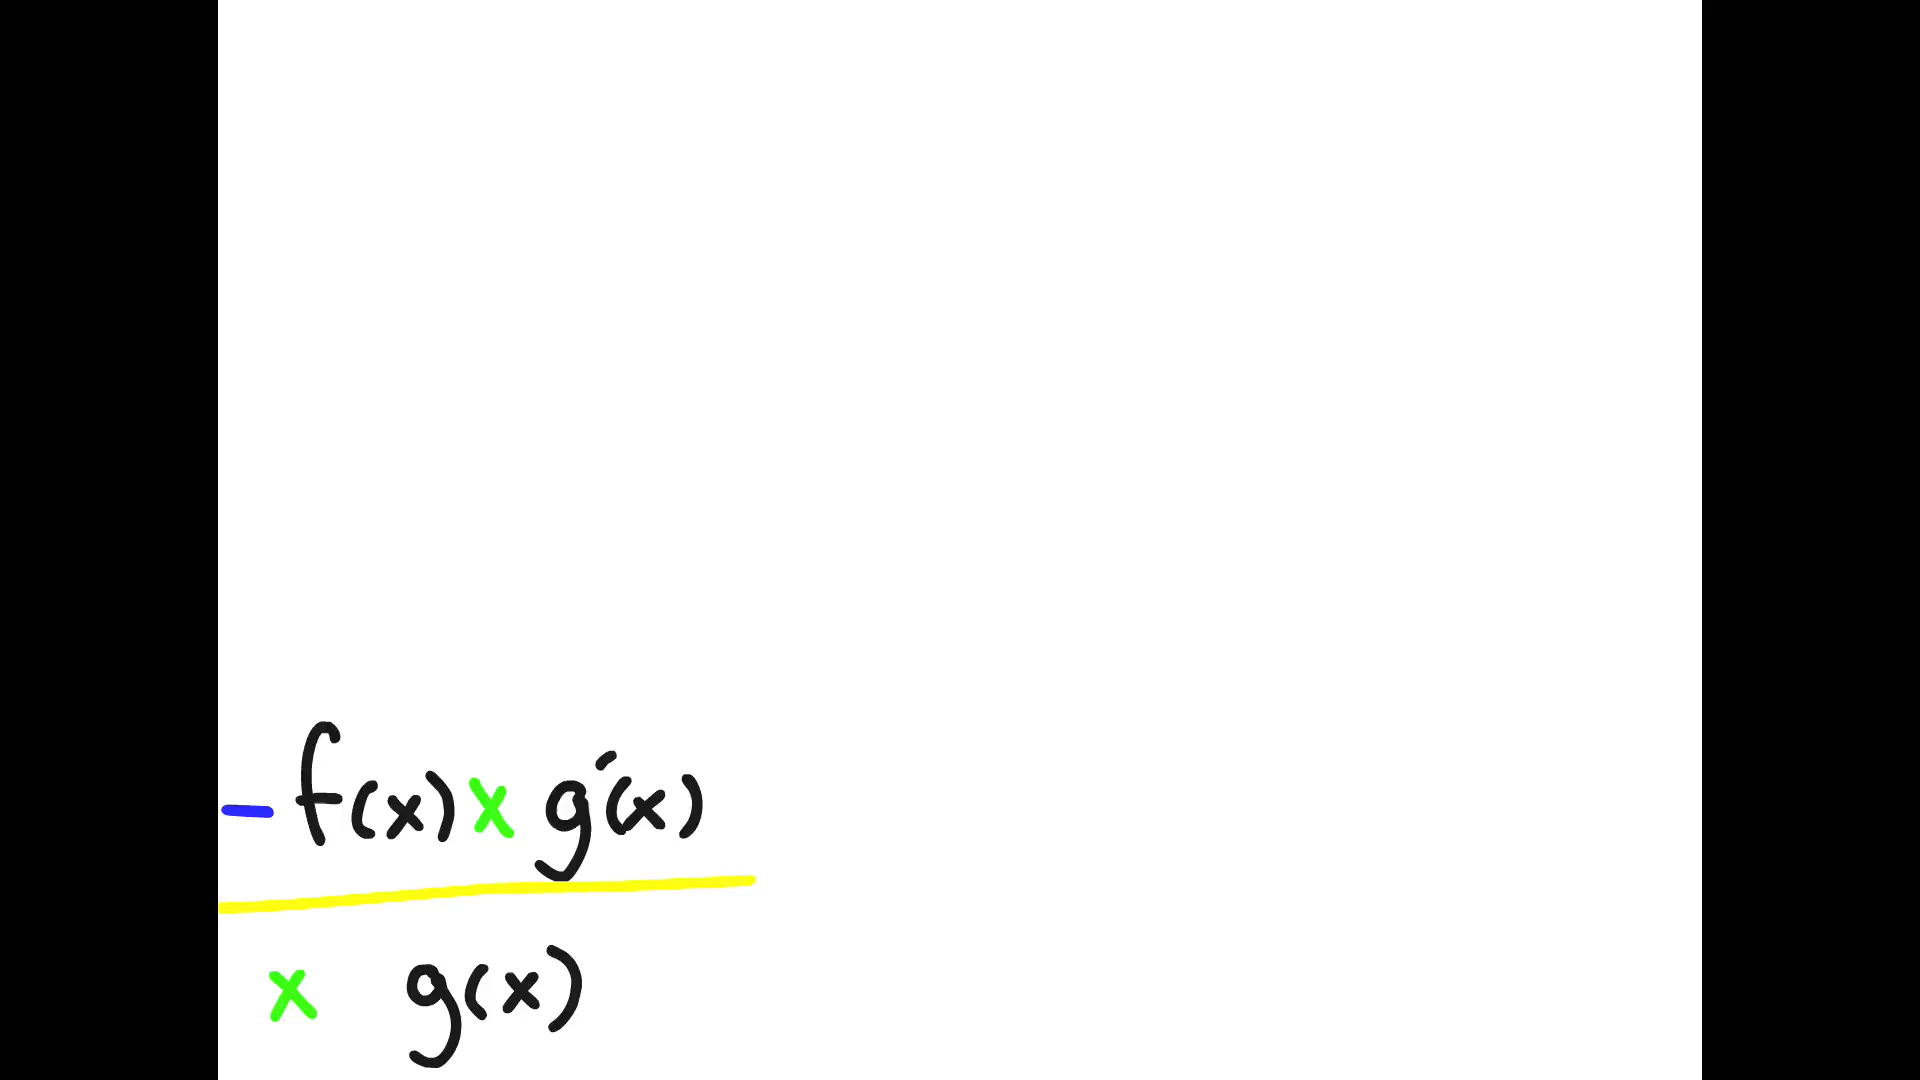 - f(x) x g'(x)
x g(x)